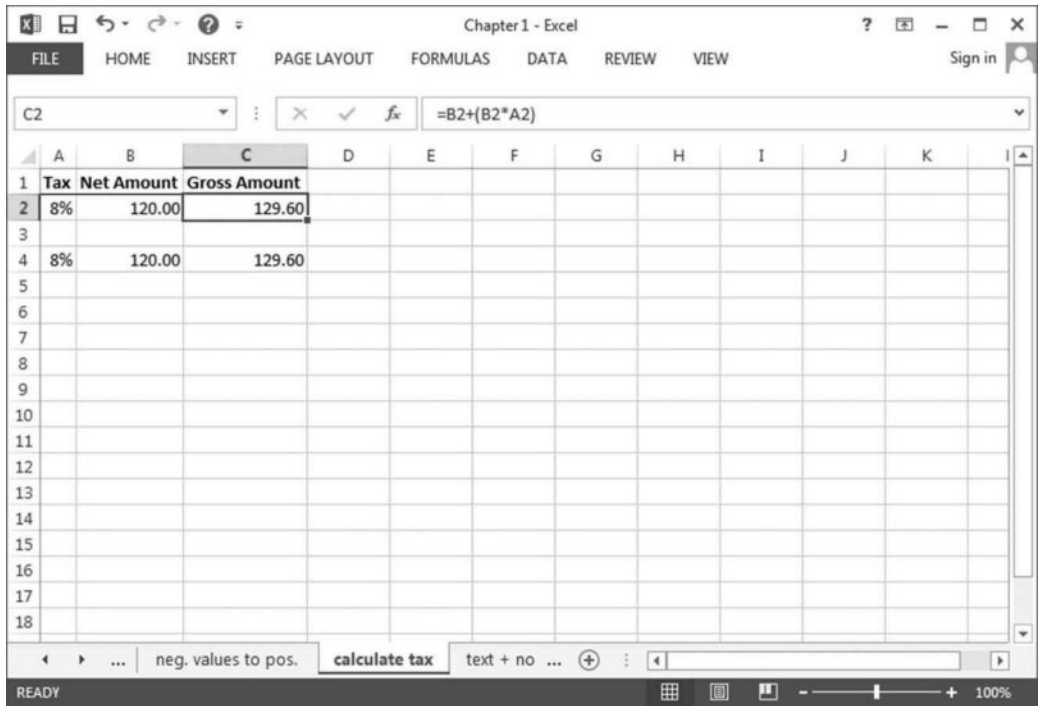 Chapter 1 - Excel
FILE HOME INSERT PAGE LAYOUT FORMULAS DATA REVIEW VIEW Sign in
C2 fx =B2+(B2*A2)
A B C D E F G H I J K
1 Tax Net Amount Gross Amount
2 8% 120.00 129.60
3
4 8% 120.00 129.60
5
6
7
8
9
10
11
12
13
14
15
16
17
18
... neg. values to pos. calculate tax text + no ...
READY 100%